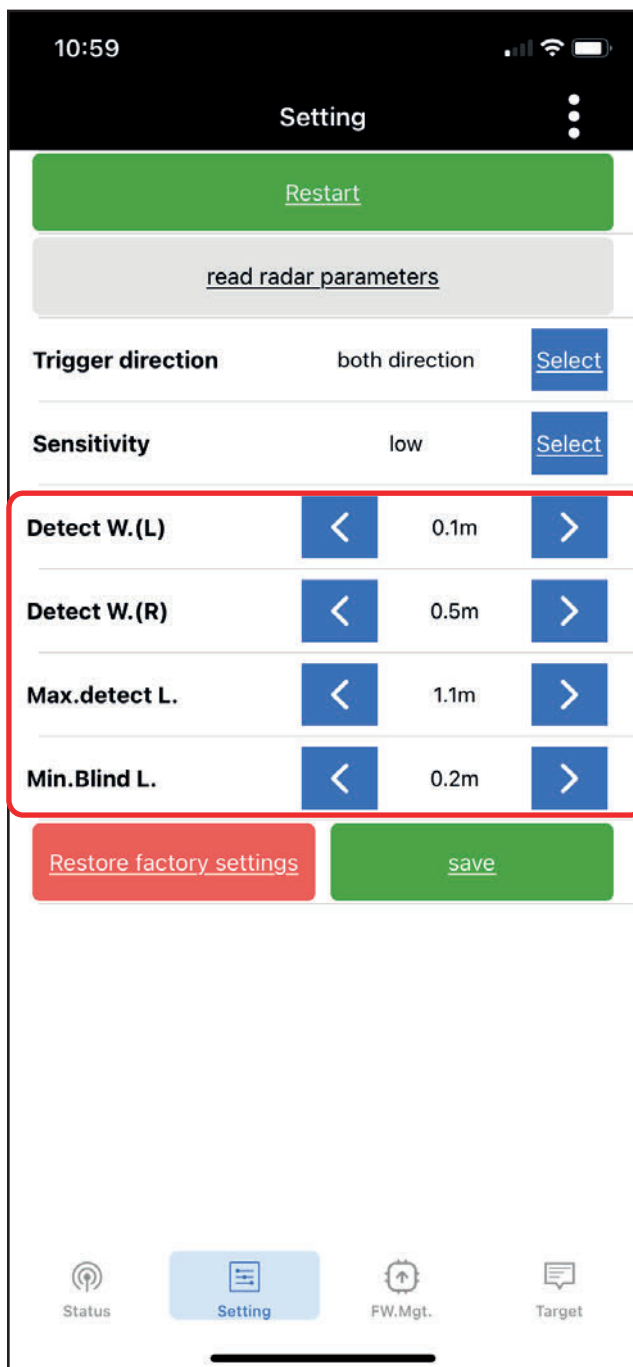 10:59
Setting
Restart
read radar parameters
Trigger direction both direction Select
Sensitivity low Select
Detect W.(L) 0.1m
Detect W.(R) 0.5m
Max.detect L. 1.1m
Min.Blind L. 0.2m
Restore factory settings save
Status Setting FW.Mgt. Target